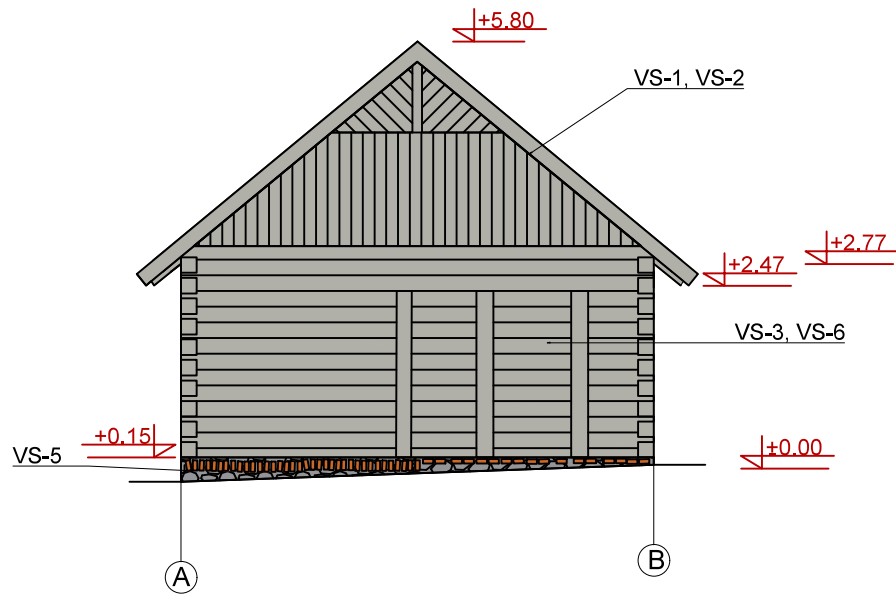 +5.80
VS-1, VS-2
+2.77
+2.47
VS-3, VS-6
+0.15
±0.00
VS-5
A
B